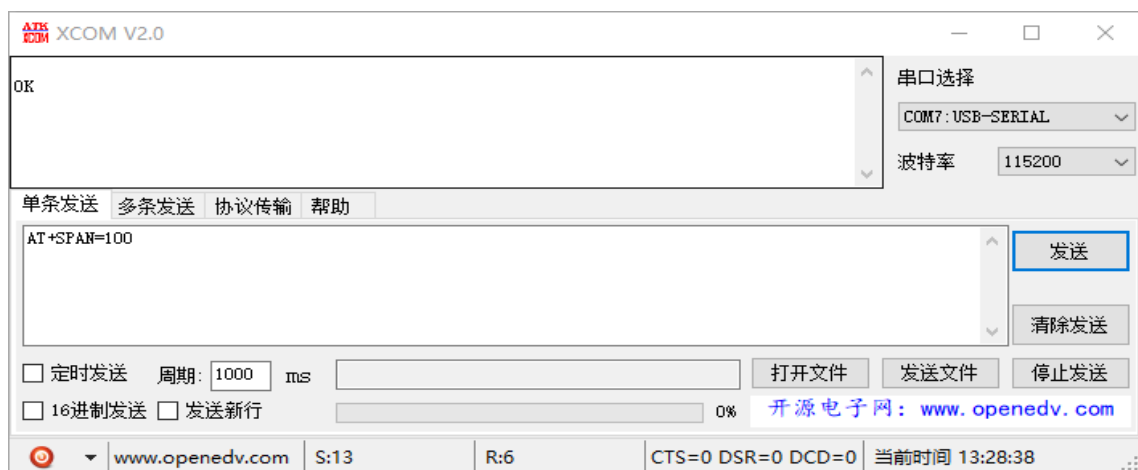 ATK XCOM XCOM V2.0
OK
串口选择
COM7:USB-SERIAL
波特率 115200
单条发送 多条发送 协议传输 帮助
AT+SPAN=100
发送
清除发送
定时发送 周期: 1000 ms 打开文件 发送文件 停止发送
16进制发送 发送新行 0% 开源电子网：www.openedv.com
www.openedv.com S:13 R:6 CTS=0 DSR=0 DCD=0 当前时间 13:28:38